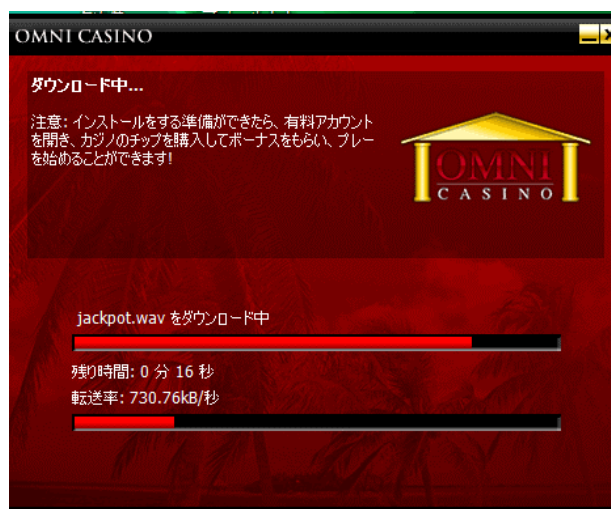 OMNI CASINO
ダウンロード中...
注意: インストールをする準備ができたら、有料アカウント
を開き、カジノのチップを購入してボーナスをもらい、プレー
を始めることができます!
OMNI
CASINO
jackpot.wav をダウンロード中
残り時間: 0 分 16 秒
転送率: 730.76kB/秒